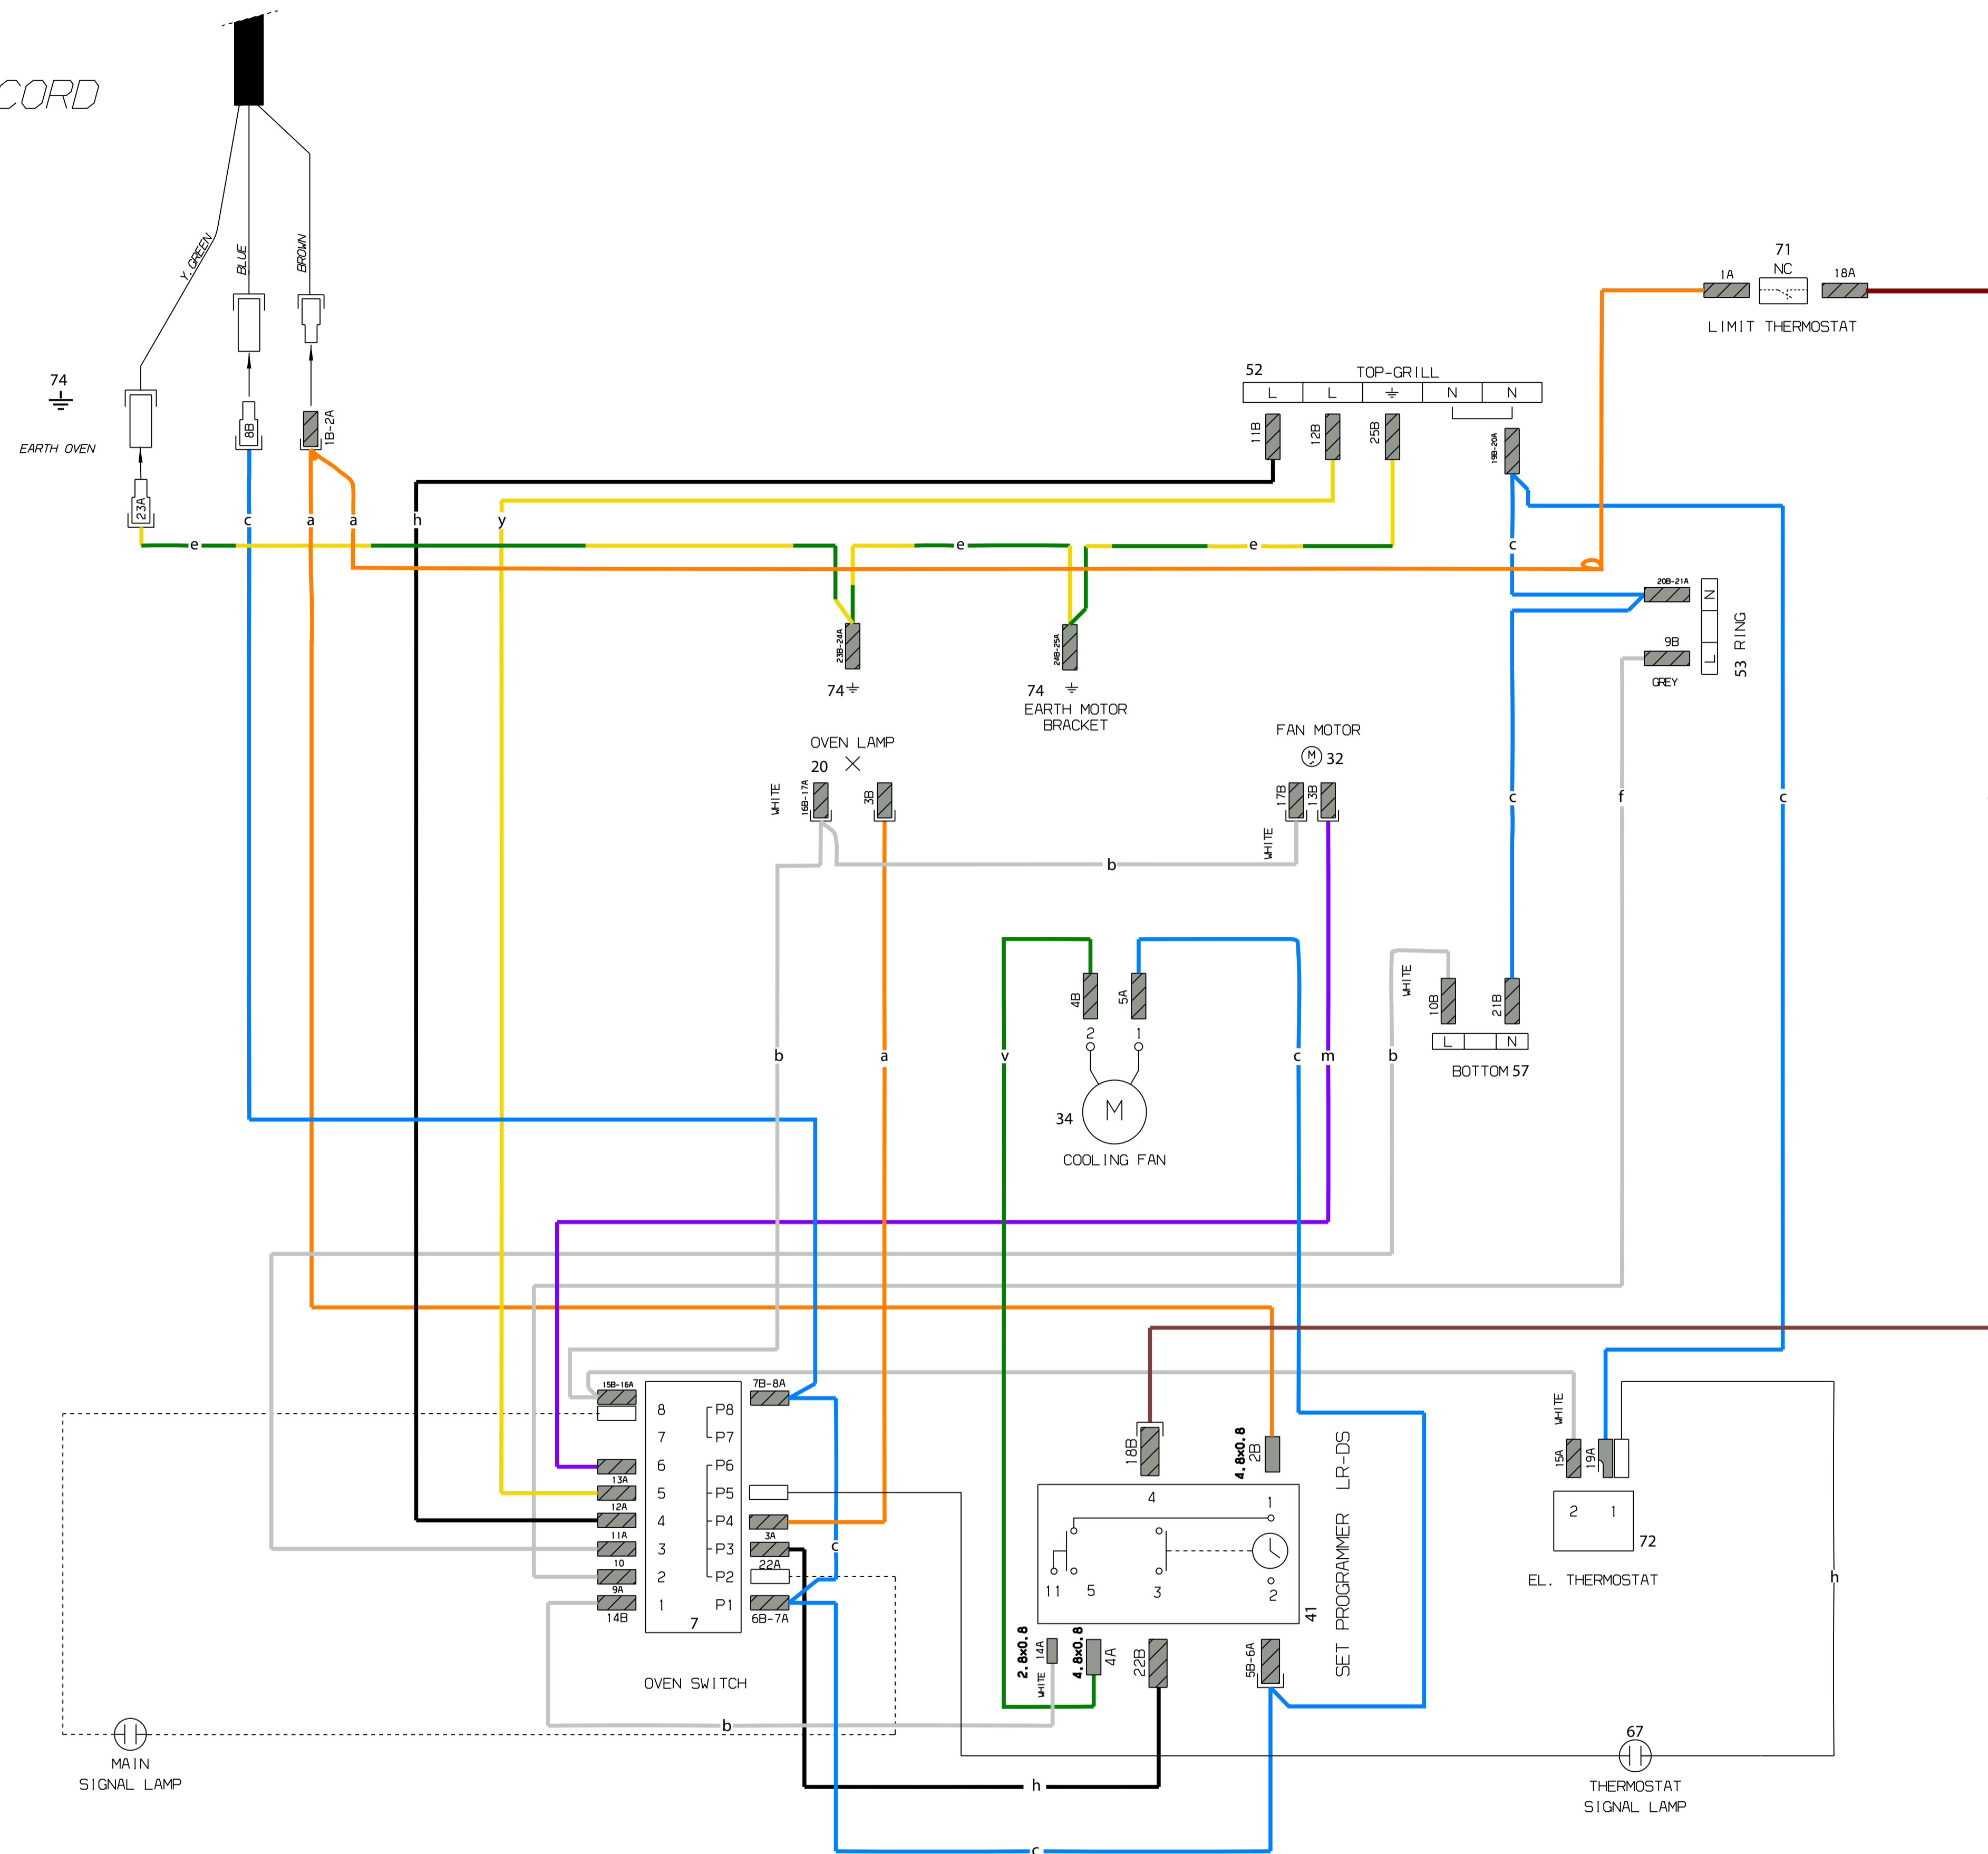 CORD
Y.GREEN
BLUE
BROWN
71
NC
1A
18A
LIMIT THERMOSTAT
74
EARTH OVEN
8B
1B-2A
23A
52
TOP-GRILL
L L N N
11B
12B
25B
19B-20A
c a a h y
e e e c
20B-21A
N
9B
L
53 RING
GREY
23B-24A
24B-25A
74
74
EARTH MOTOR
BRACKET
OVEN LAMP
20
FAN MOTOR
M
32
WHITE
16B-17A
3B
17B
13B
WHITE
c f c
b
WHITE
4B
5A
10B
21B
2 1
L N
BOTTOM 57
b a v c m b
34
M
COOLING FAN
15B-16A
7B-8A
8 P8
7 P7
6 P6
13A
5 P5
12A
4 P4
11A
3A
3 P3
10
22A
2 P2
9A
1 P1
14B
6B-7A
7
c
OVEN SWITCH
18B
4.8x0.8
2B
4
1
11 5 3 2
41
SET PROGRAMMER LR-DS
2.8x0.8
14A
WHITE
4.8x0.8
4A
22B
5B-6A
WHITE
15A
19A
2 1
72
EL. THERMOSTAT
h
b
MAIN
SIGNAL LAMP
67
THERMOSTAT
SIGNAL LAMP
h
c